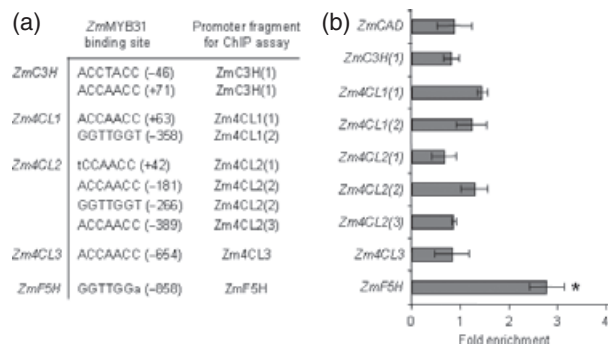 (a)
ZmMYB31 binding site
Promoter fragment for ChIP assay
ZmC3H ACCTACC (−46) ZmC3H(1)
ACCAACC (+71) ZmC3H(1)
Zm4CL1 ACCAACC (+63) Zm4CL1(1)
GGTTGGT (−358) Zm4CL1(2)
Zm4CL2 tCCAACC (+42) Zm4CL2(1)
ACCAACC (−181) Zm4CL2(2)
GGTTGGT (−266) Zm4CL2(2)
ACCAACC (−389) Zm4CL2(3)
Zm4CL3 ACCAACC (−654) Zm4CL3
ZmF5H GGTTGGa (−858) ZmF5H
(b)
ZmCAD
ZmC3H(1)
Zm4CL1(1)
Zm4CL1(2)
Zm4CL2(1)
Zm4CL2(2)
Zm4CL2(3)
Zm4CL3
ZmF5H *
0 1 2 3 4
Fold enrichment